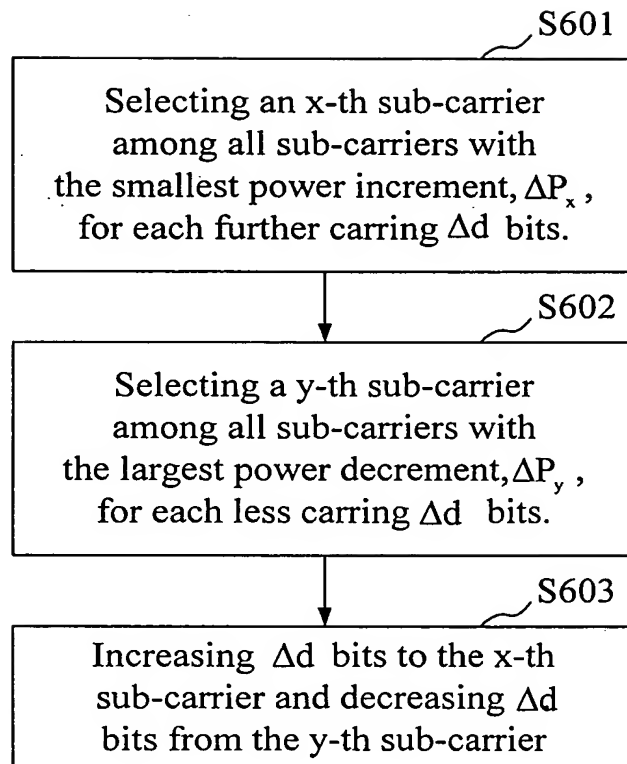 S601
Selecting an x-th sub-carrier
among all sub-carriers with
the smallest power increment, ΔPₓ ,
for each further carring Δd bits.
S602
Selecting a y-th sub-carrier
among all sub-carriers with
the largest power decrement, ΔP_y ,
for each less carring Δd bits.
S603
Increasing Δd bits to the x-th
sub-carrier and decreasing Δd
bits from the y-th sub-carrier